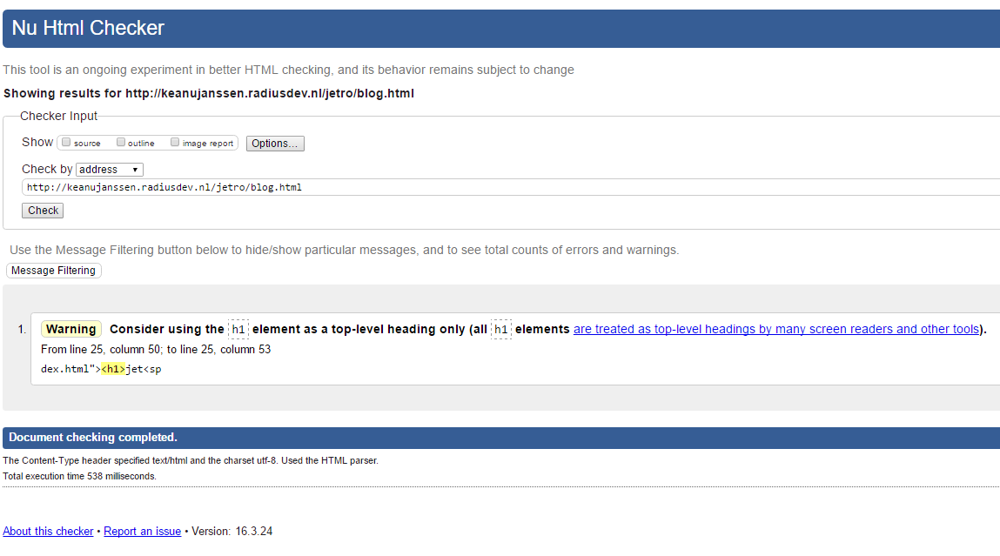 Nu Html Checker
This tool is an ongoing experiment in better HTML checking, and its behavior remains subject to change
Showing results for http://keanujanssen.radiusdev.nl/jetro/blog.html
Checker Input
Show source outline image report Options...
Check by address
http://keanujanssen.radiusdev.nl/jetro/blog.html
Check
Use the Message Filtering button below to hide/show particular messages, and to see total counts of errors and warnings.
Message Filtering
1. Warning Consider using the h1 element as a top-level heading only (all h1 elements are treated as top-level headings by many screen readers and other tools).
From line 25, column 50; to line 25, column 53
dex.html"><h1>jet<sp
Document checking completed.
The Content-Type header specified text/html and the charset utf-8. Used the HTML parser.
Total execution time 538 milliseconds.
About this checker • Report an issue • Version: 16.3.24